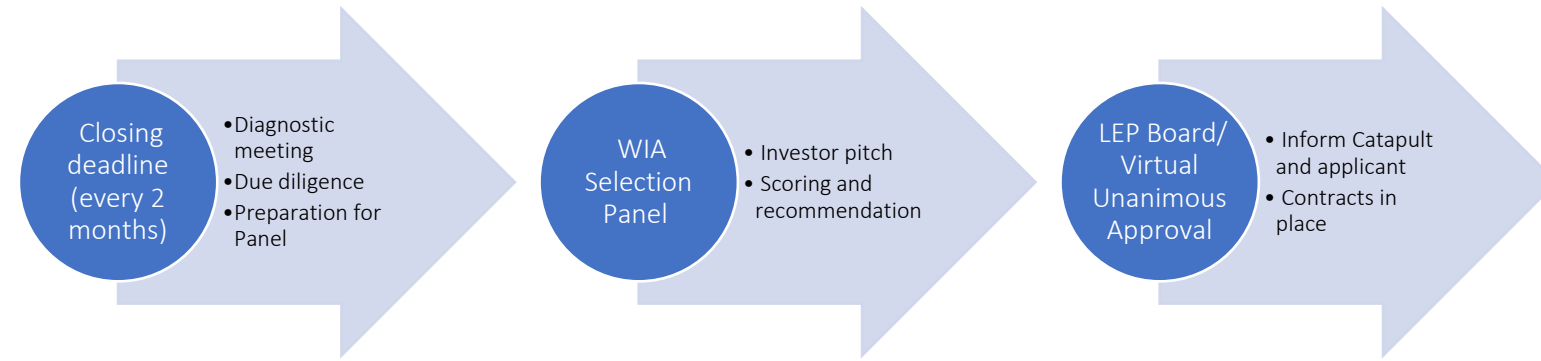 Closing
deadline
(every 2
months)
•Diagnostic
meeting
•Due diligence
•Preparation for
Panel
WIA
Selection
Panel
• Investor pitch
• Scoring and
recommendation
LEP Board/
Virtual
Unanimous
Approval
• Inform Catapult
and applicant
• Contracts in
place